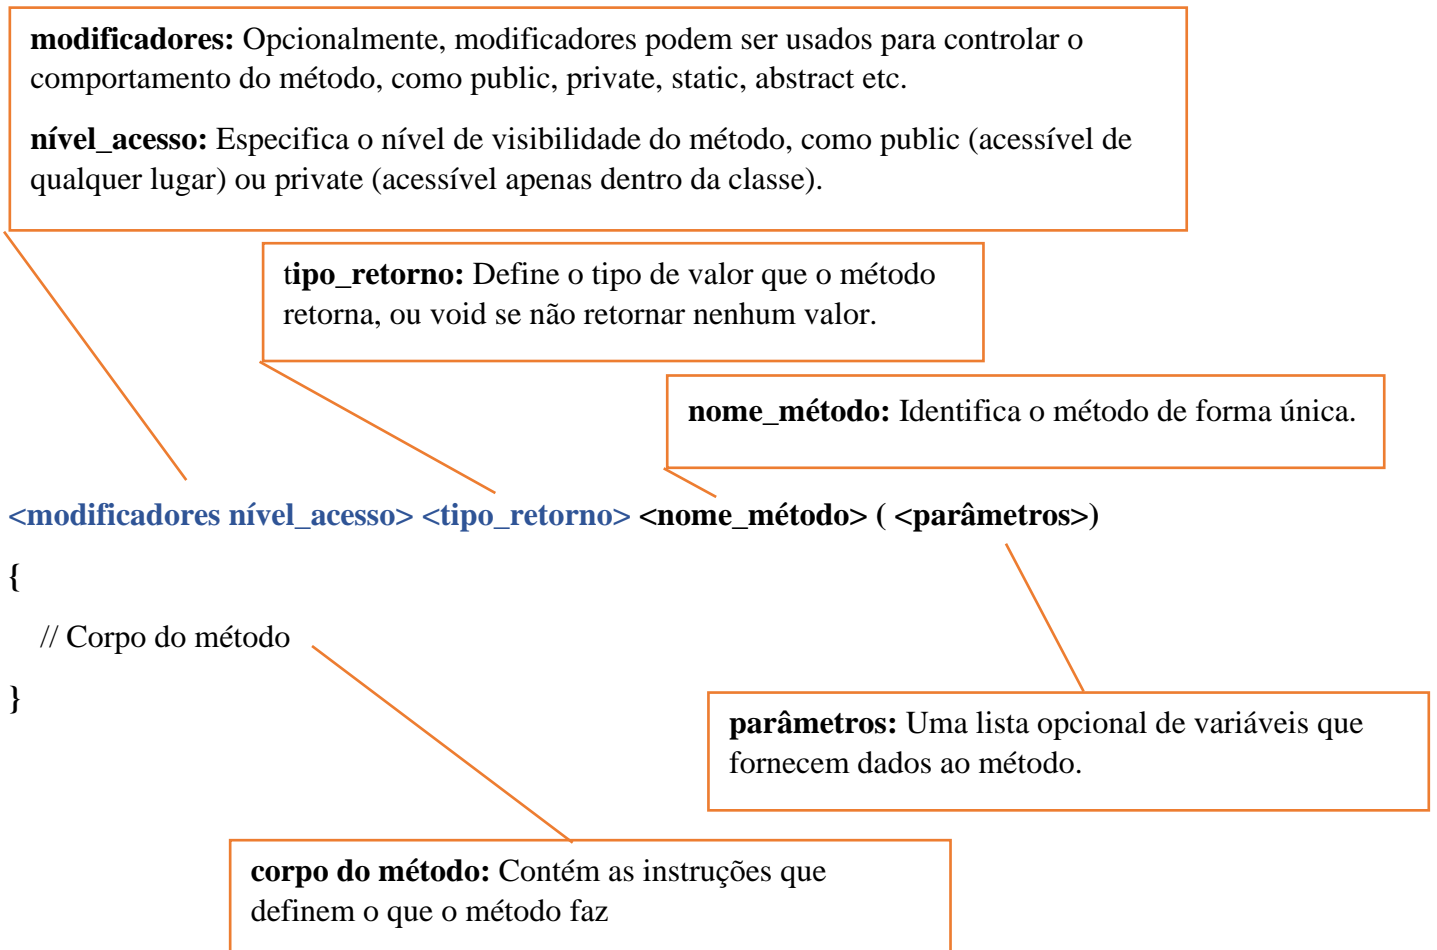 modificadores: Opcionalmente, modificadores podem ser usados para controlar o
comportamento do método, como public, private, static, abstract etc.
nível_acesso: Especifica o nível de visibilidade do método, como public (acessível de
qualquer lugar) ou private (acessível apenas dentro da classe).
tipo_retorno: Define o tipo de valor que o método
retorna, ou void se não retornar nenhum valor.
nome_método: Identifica o método de forma única.
<modificadores nível_acesso> <tipo_retorno> <nome_método> ( <parâmetros>)
{
// Corpo do método
}
parâmetros: Uma lista opcional de variáveis que
fornecem dados ao método.
corpo do método: Contém as instruções que
definem o que o método faz